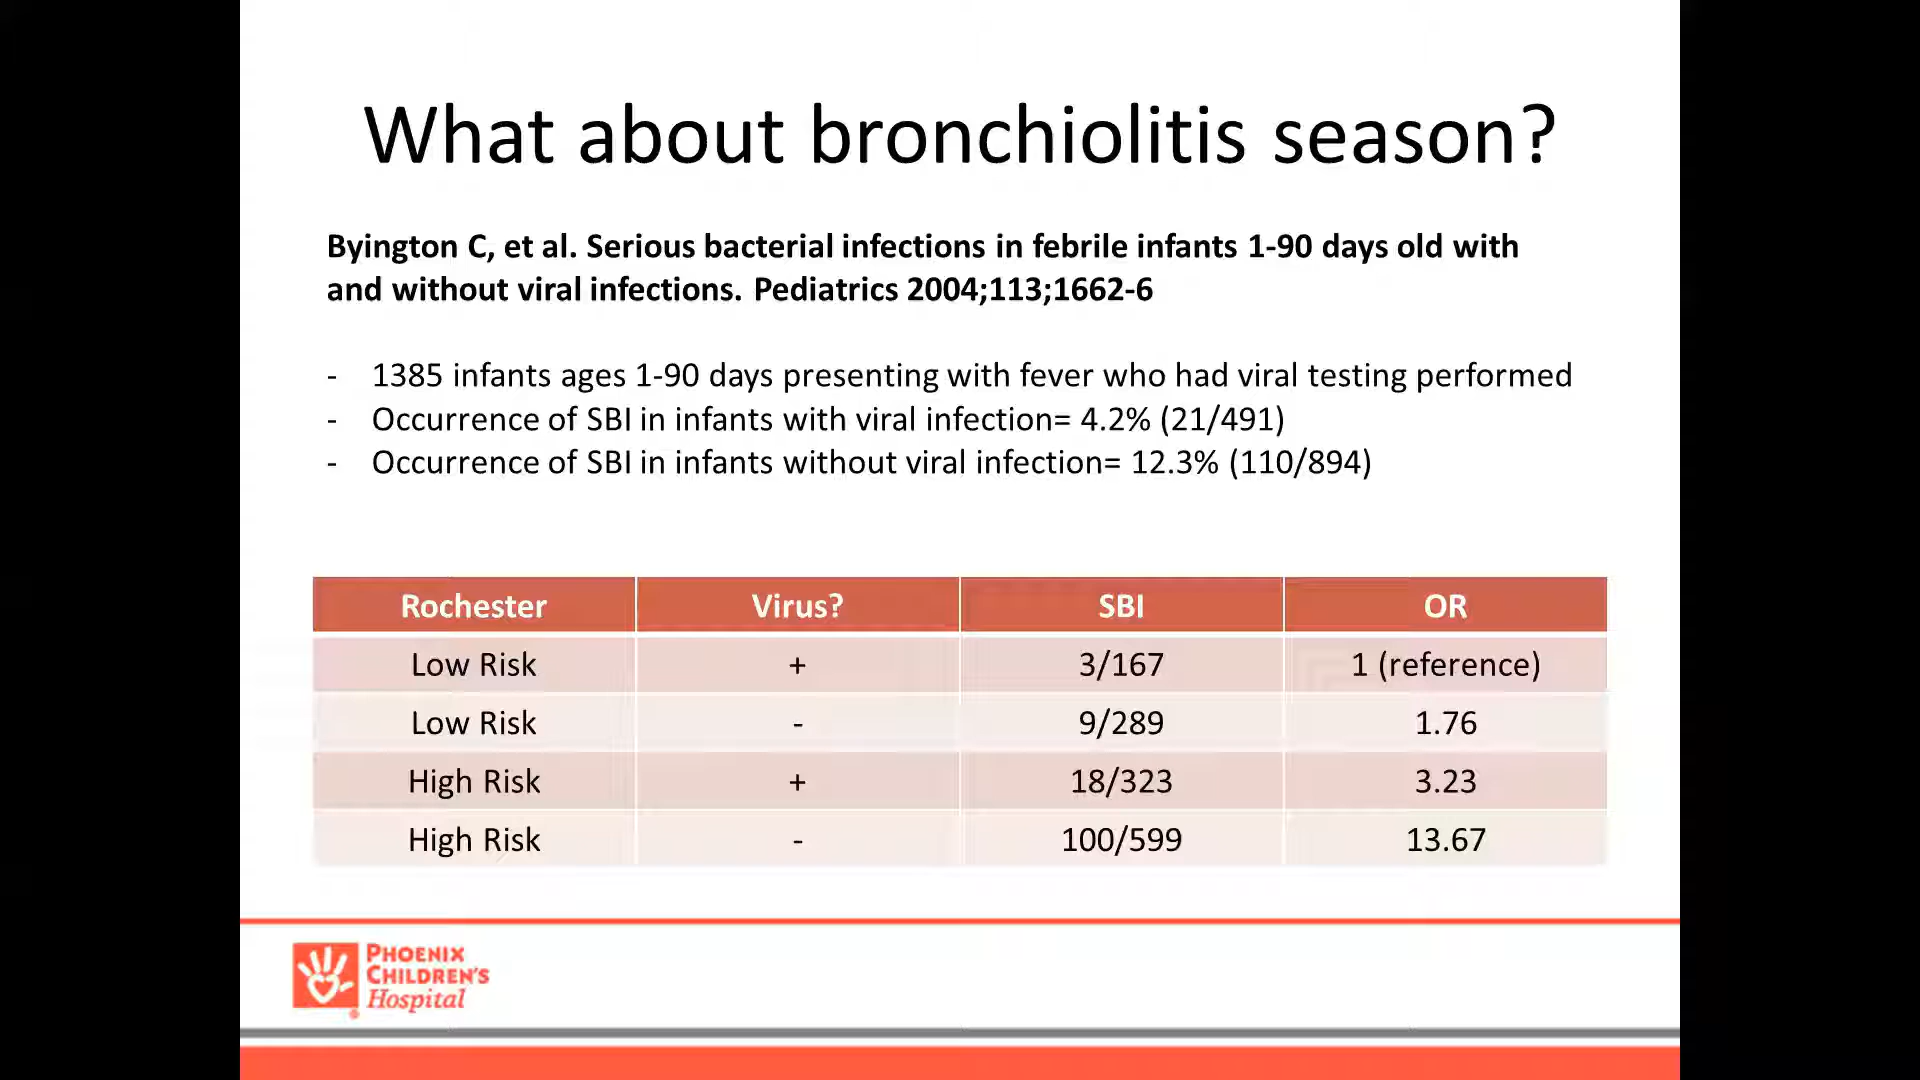 What about bronchiolitis season?
Byington C, et al. Serious bacterial infections in febrile infants 1-90 days old with
and without viral infections. Pediatrics 2004;113;1662-6
- 1385 infants ages 1-90 days presenting with fever who had viral testing performed
- Occurrence of SBI in infants with viral infection= 4.2% (21/491)
- Occurrence of SBI in infants without viral infection= 12.3% (110/894)
Rochester Virus? SBI OR
Low Risk + 3/167 1 (reference)
Low Risk - 9/289 1.76
High Risk + 18/323 3.23
High Risk - 100/599 13.67
PHOENIX
CHILDREN'S
Hospital